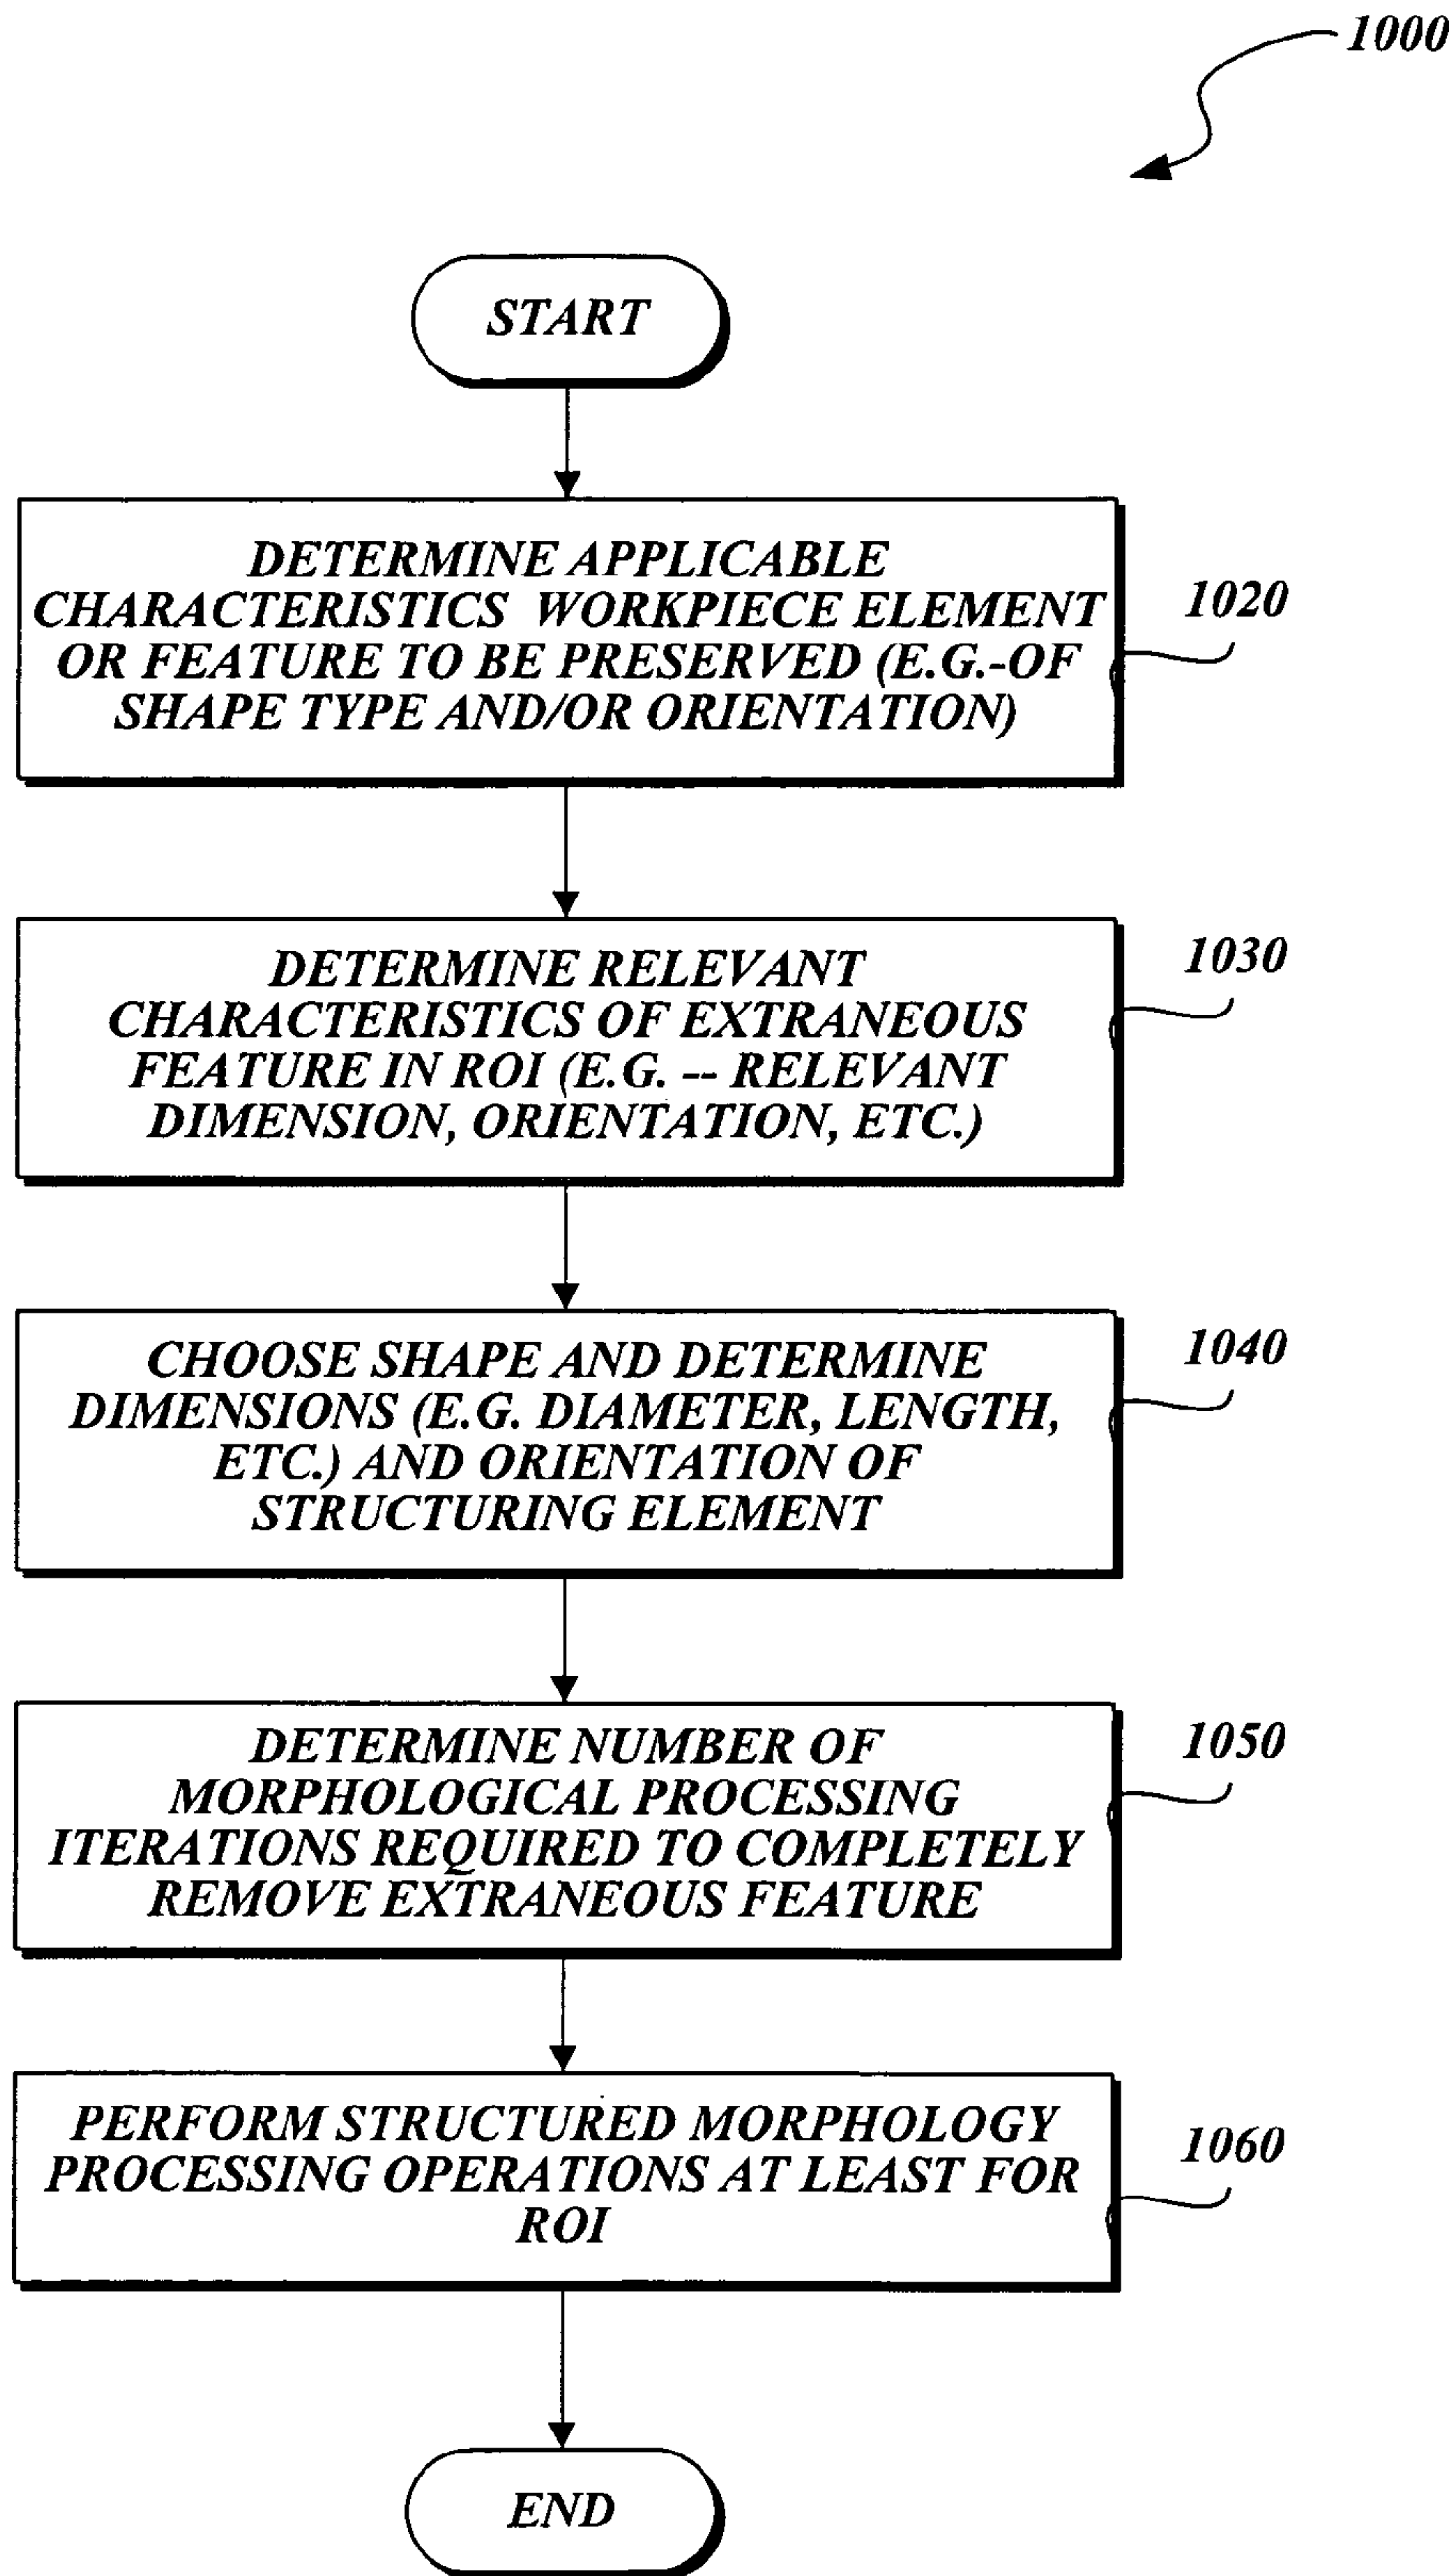 1000
START
DETERMINE APPLICABLE
CHARACTERISTICS WORKPIECE ELEMENT
OR FEATURE TO BE PRESERVED (E.G.-OF
SHAPE TYPE AND/OR ORIENTATION)
1020
DETERMINE RELEVANT
CHARACTERISTICS OF EXTRANEOUS
FEATURE IN ROI (E.G. -- RELEVANT
DIMENSION, ORIENTATION, ETC.)
1030
CHOOSE SHAPE AND DETERMINE
DIMENSIONS (E.G. DIAMETER, LENGTH,
ETC.) AND ORIENTATION OF
STRUCTURING ELEMENT
1040
DETERMINE NUMBER OF
MORPHOLOGICAL PROCESSING
ITERATIONS REQUIRED TO COMPLETELY
REMOVE EXTRANEOUS FEATURE
1050
PERFORM STRUCTURED MORPHOLOGY
PROCESSING OPERATIONS AT LEAST FOR
ROI
1060
END